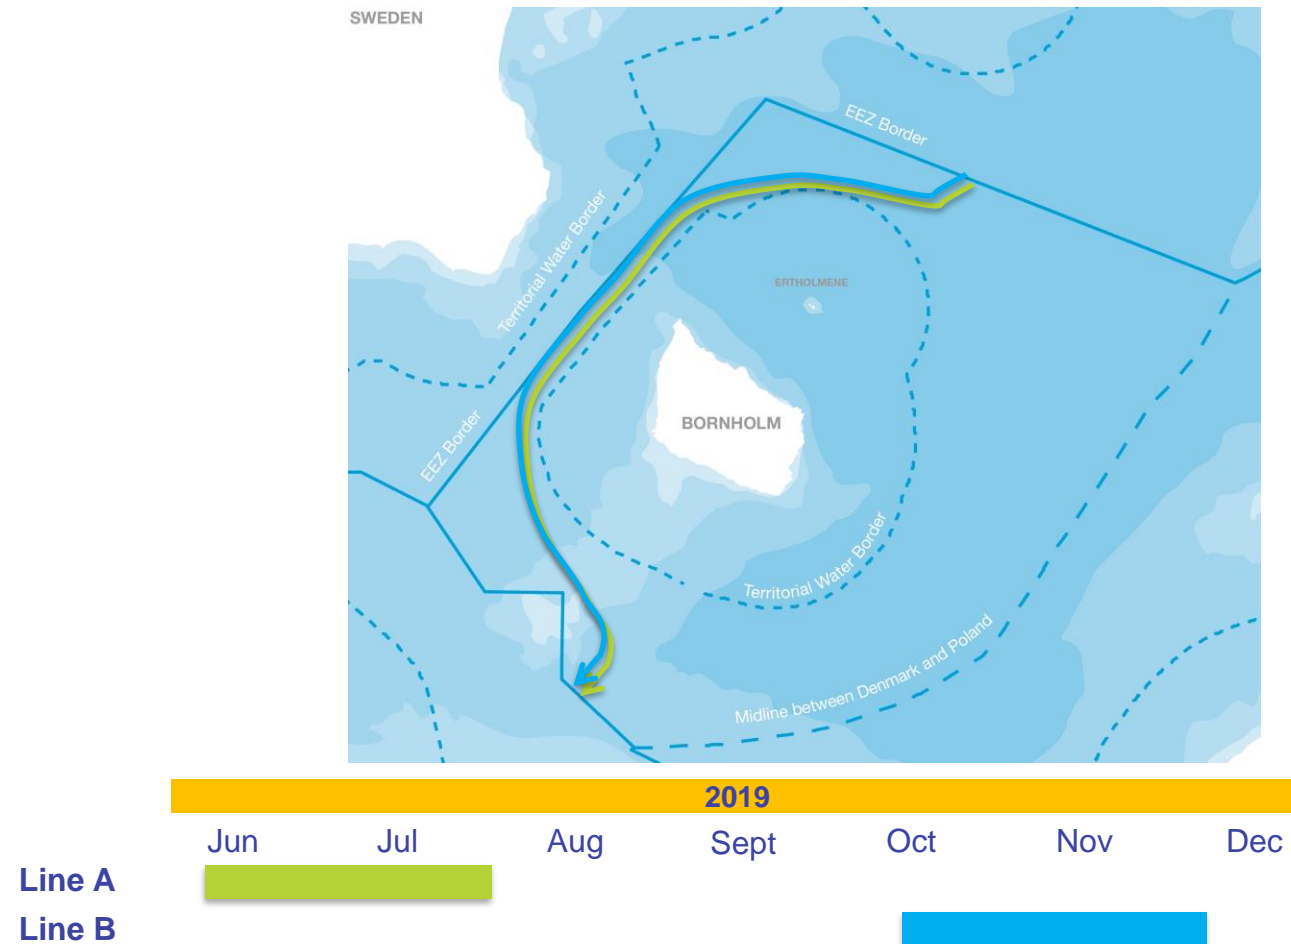 SWEDEN
EEZ Border
Territorial Water Border
ERTHOLMENE
BORNHOLM
EEZ Border
Territorial Water Border
Midline between Denmark and Poland
2019
Jun Jul Aug Sept Oct Nov Dec
Line A
Line B